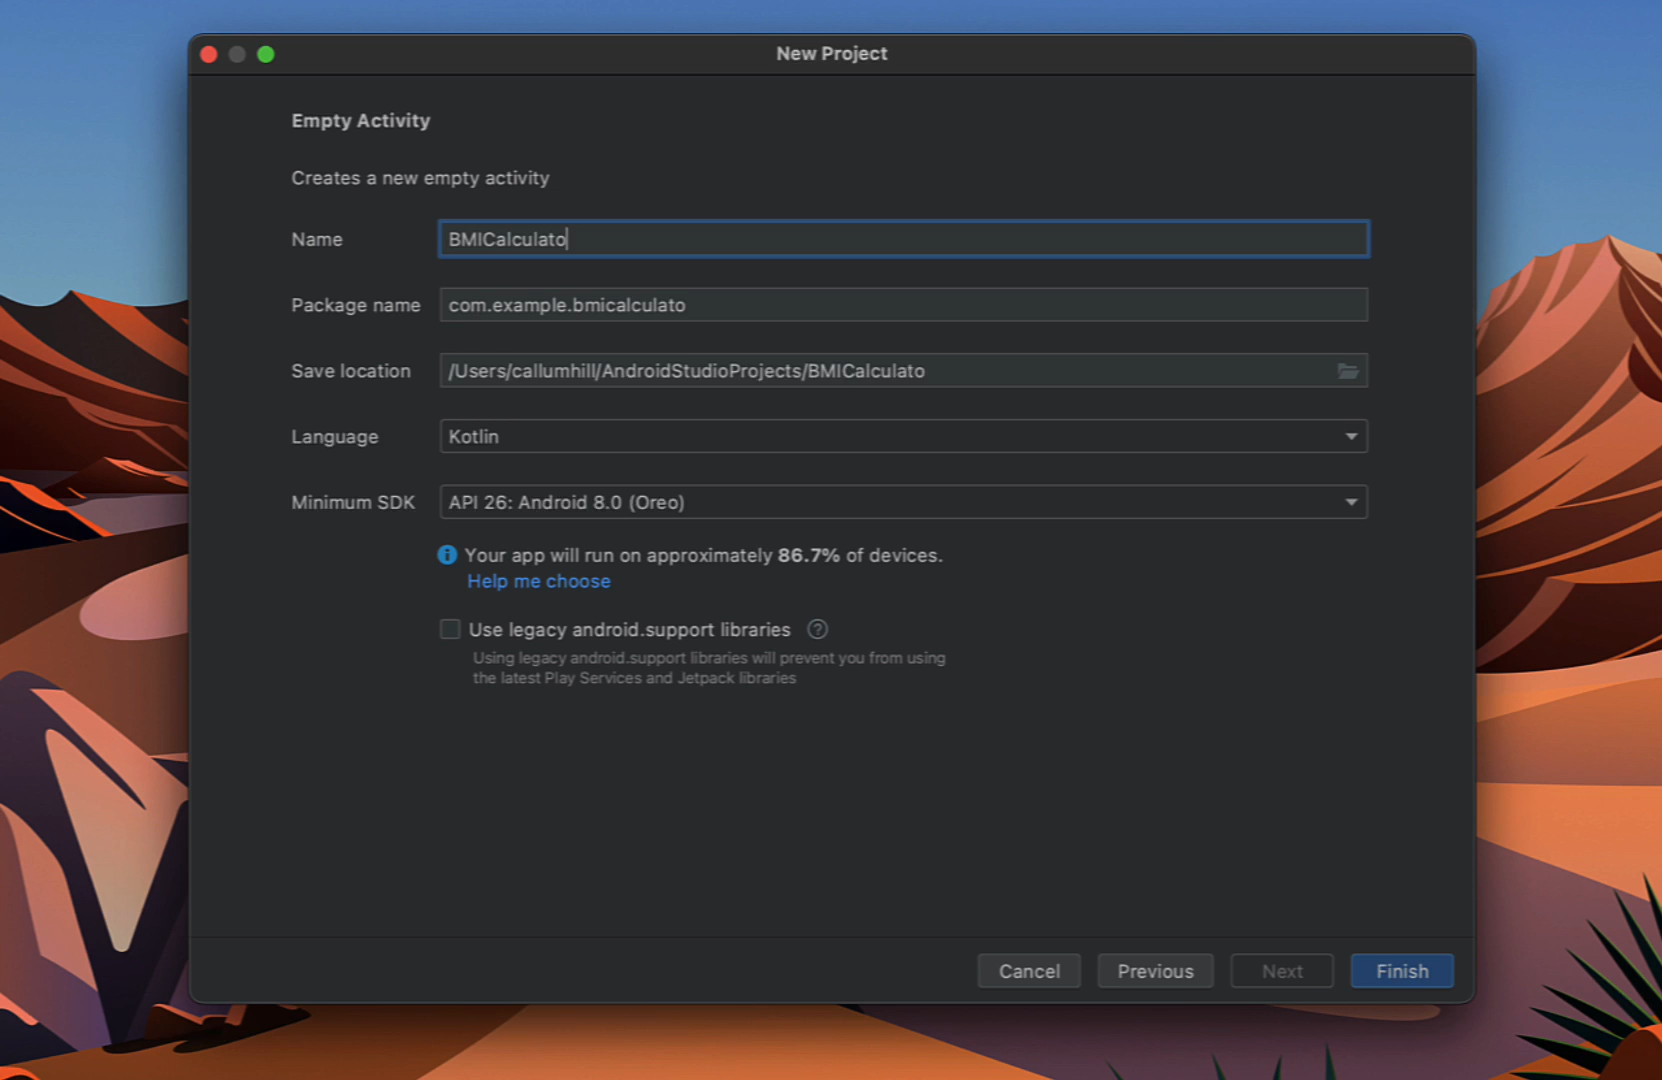 New Project
Empty Activity
Creates a new empty activity
Name BMICalculato
Package name com.example.bmicalculato
Save location /Users/callumhill/AndroidStudioProjects/BMICalculato
Language Kotlin
Minimum SDK API 26: Android 8.0 (Oreo)
i Your app will run on approximately 86.7% of devices.
Help me choose
Use legacy android.support libraries ?
Using legacy android.support libraries will prevent you from using
the latest Play Services and Jetpack libraries
Cancel Previous Next Finish